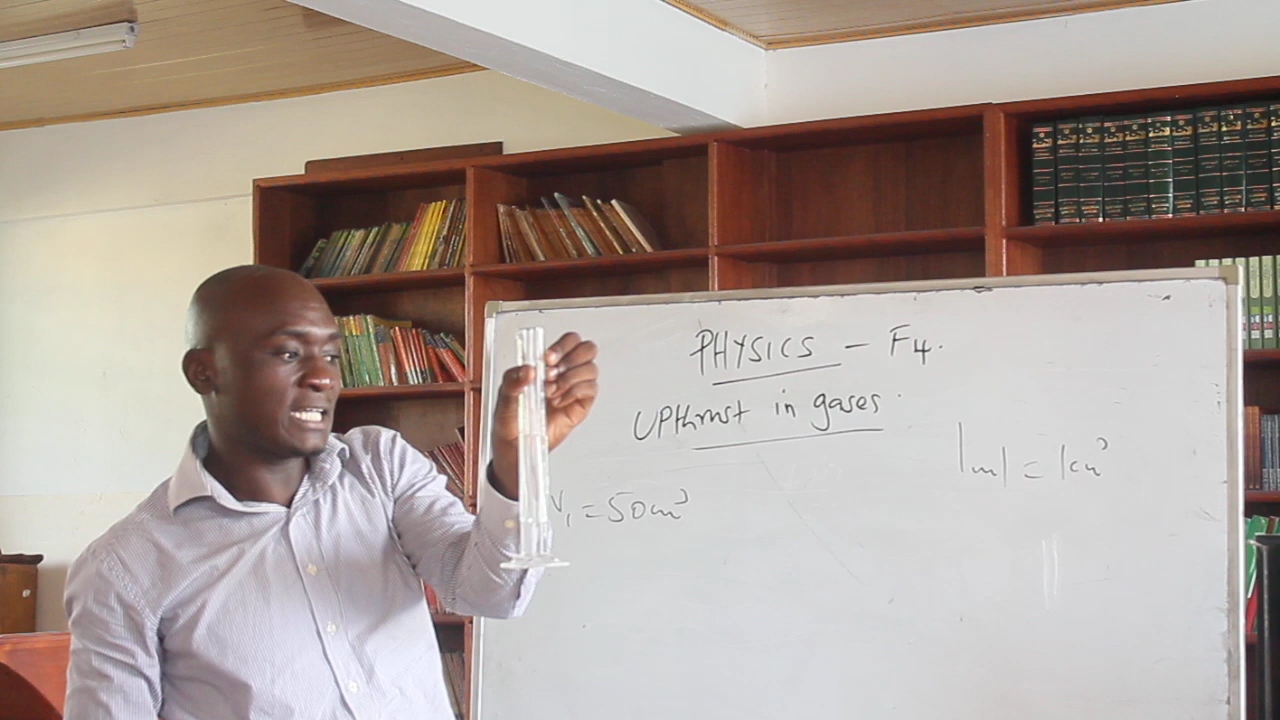 PHYSICS – F4.
UPthrust in gases.
1ml = 1cm³
V₁ = 50cm³